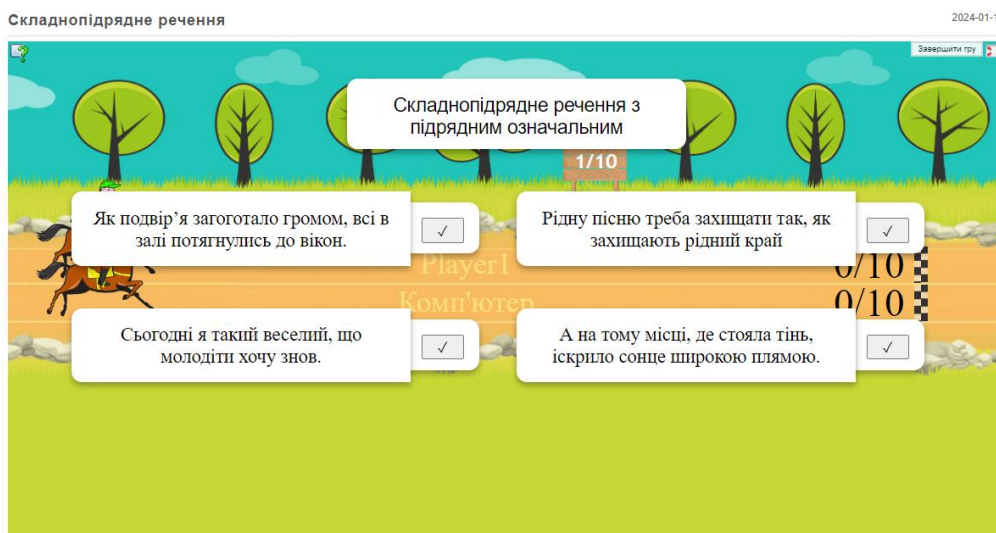 Складнопідрядне речення
2024-01-1
Завершити гру
Складнопідрядне речення з
підрядним означальним
1/10
Як подвір’я загоготало громом, всі в
залі потягнулись до вікон.
✓
Рідну пісню треба захищати так, як
захищають рідний край
✓
Player1
0/10
Комп'ютер
0/10
Сьогодні я такий веселий, що
молодіти хочу знов.
✓
А на тому місці, де стояла тінь,
іскрило сонце широкою плямою.
✓